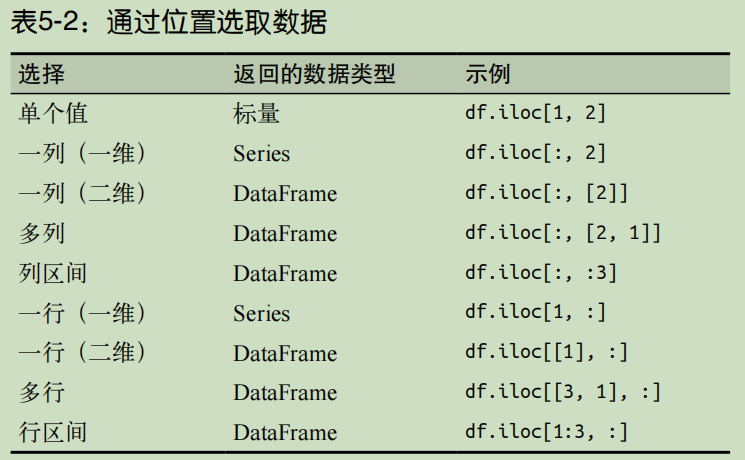 表5-2：通过位置选取数据
选择 返回的数据类型 示例
单个值 标量 df.iloc[1, 2]
一列（一维） Series df.iloc[:, 2]
一列（二维） DataFrame df.iloc[:, [2]]
多列 DataFrame df.iloc[:, [2, 1]]
列区间 DataFrame df.iloc[:, :3]
一行（一维） Series df.iloc[1, :]
一行（二维） DataFrame df.iloc[[1], :]
多行 DataFrame df.iloc[[3, 1], :]
行区间 DataFrame df.iloc[1:3, :]